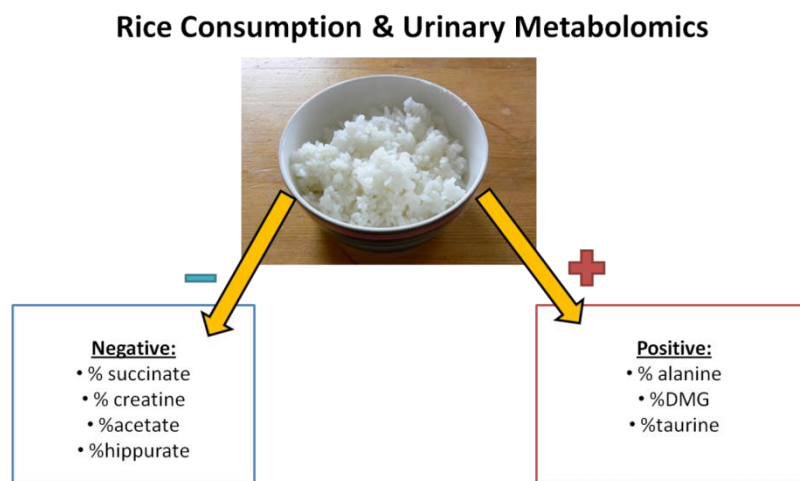 Rice Consumption & Urinary Metabolomics
Negative:
• % succinate
• % creatine
• %acetate
• %hippurate
Positive:
• % alanine
• %DMG
• %taurine